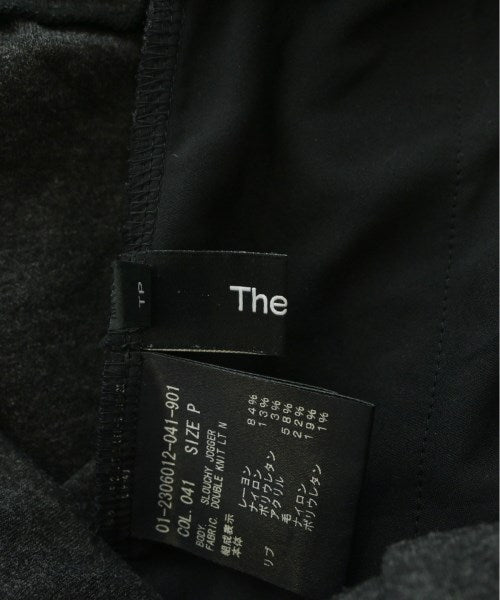 TP
The
01-2306012-041-901
COL. 041 SIZE P
BODY: SLOUCHY JOGGER
FABRIC: DOUBLE KNIT LT N
組成表示
本体 レーヨン 84%
ナイロン 13%
ポリウレタン 3%
リブ アクリル 58%
毛 22%
ナイロン 19%
ポリウレタン 1%